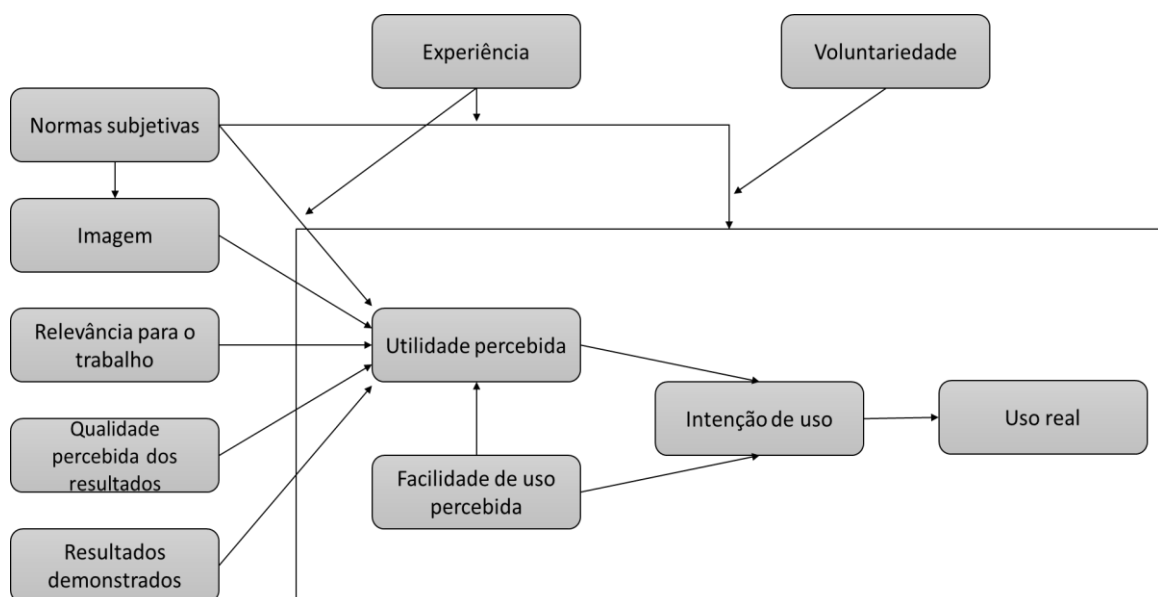 Experiência
Voluntariedade
Normas subjetivas
Imagem
Relevância para o
trabalho
Utilidade percebida
Intenção de uso
Uso real
Qualidade
percebida dos
resultados
Facilidade de uso
percebida
Resultados
demonstrados